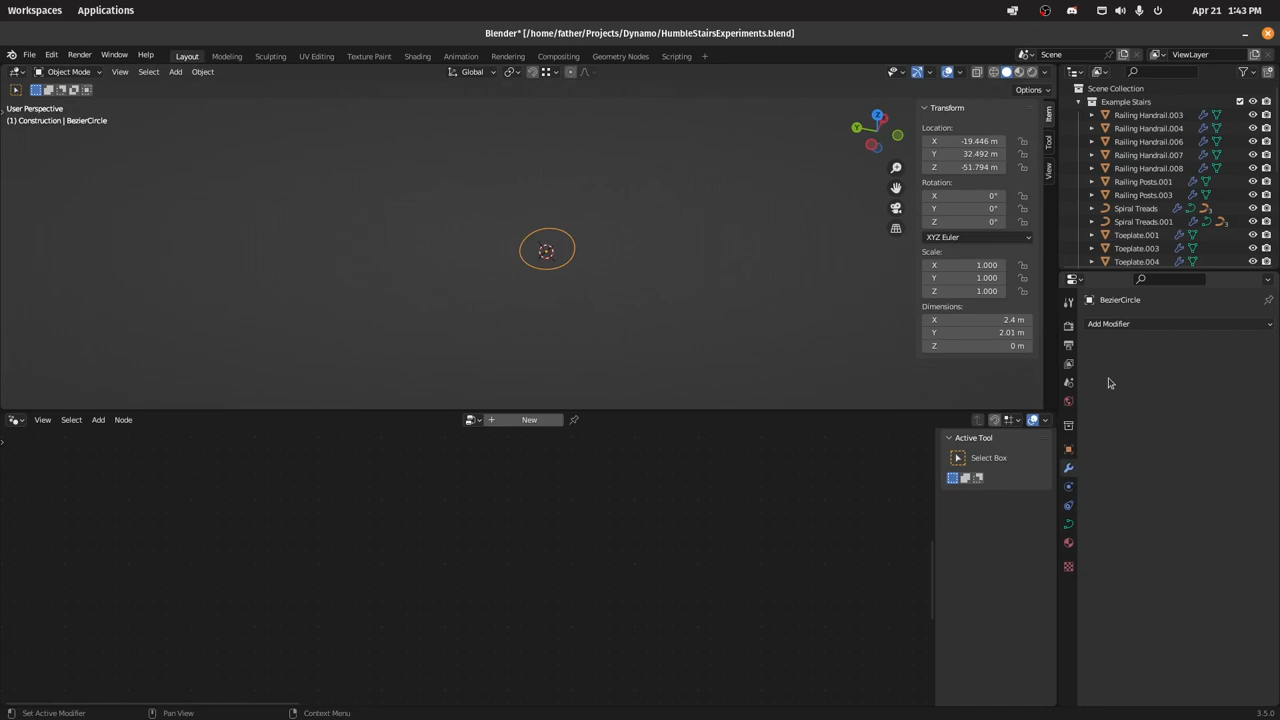 Workspaces Applications Apr 21 1:43 PM
Blender* [/home/father/Projects/Dynamo/HumbleStairsExperiments.blend]
File Edit Render Window Help Layout Modeling Sculpting UV Editing Texture Paint Shading Animation Rendering Compositing Geometry Nodes Scripting + Scene ViewLayer
Object Mode View Select Add Object Global
Options
User Perspective
(1) Construction | BezierCircle
Y
Z
X
Transform
Location:
X -19.446 m
Y 32.492 m
Z -51.794 m
Rotation:
X 0°
Y 0°
Z 0°
XYZ Euler
Scale:
X 1.000
Y 1.000
Z 1.000
Dimensions:
X 2.4 m
Y 2.01 m
Z 0 m
Item
Tool
View
Scene Collection
Example Stairs
Railing Handrail.003
Railing Handrail.004
Railing Handrail.006
Railing Handrail.007
Railing Handrail.008
Railing Posts.001
Railing Posts.003
Spiral Treads 3
Spiral Treads.001 3
Toeplate.001
Toeplate.003
Toeplate.004
BezierCircle
Add Modifier
View Select Add Node + New
Active Tool
Select Box
Set Active Modifier Pan View Context Menu 3.5.0